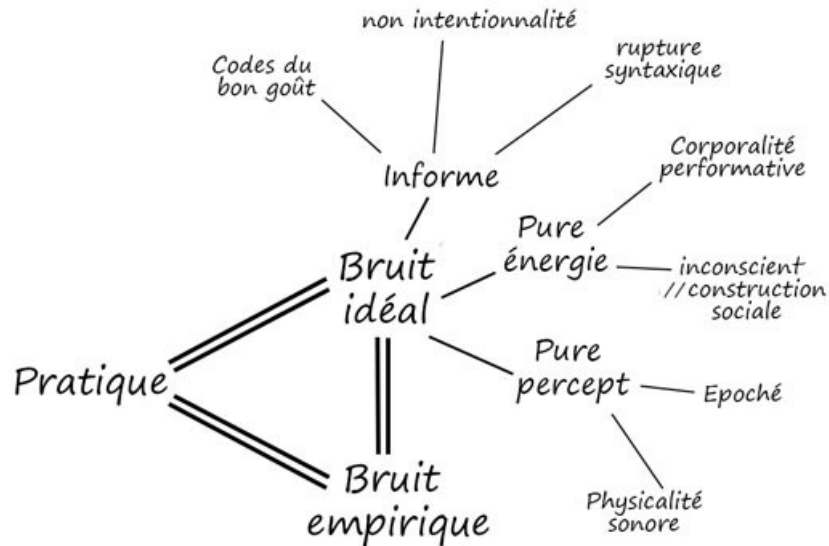 non intentionnalité
Codes du
bon goût
rupture
syntaxique
Informe
Corporalité
performative
Pure
énergie
inconscient
//construction
sociale
Bruit
idéal
Pure
percept
Epoché
Pratique
Bruit
empirique
Physicalité
sonore